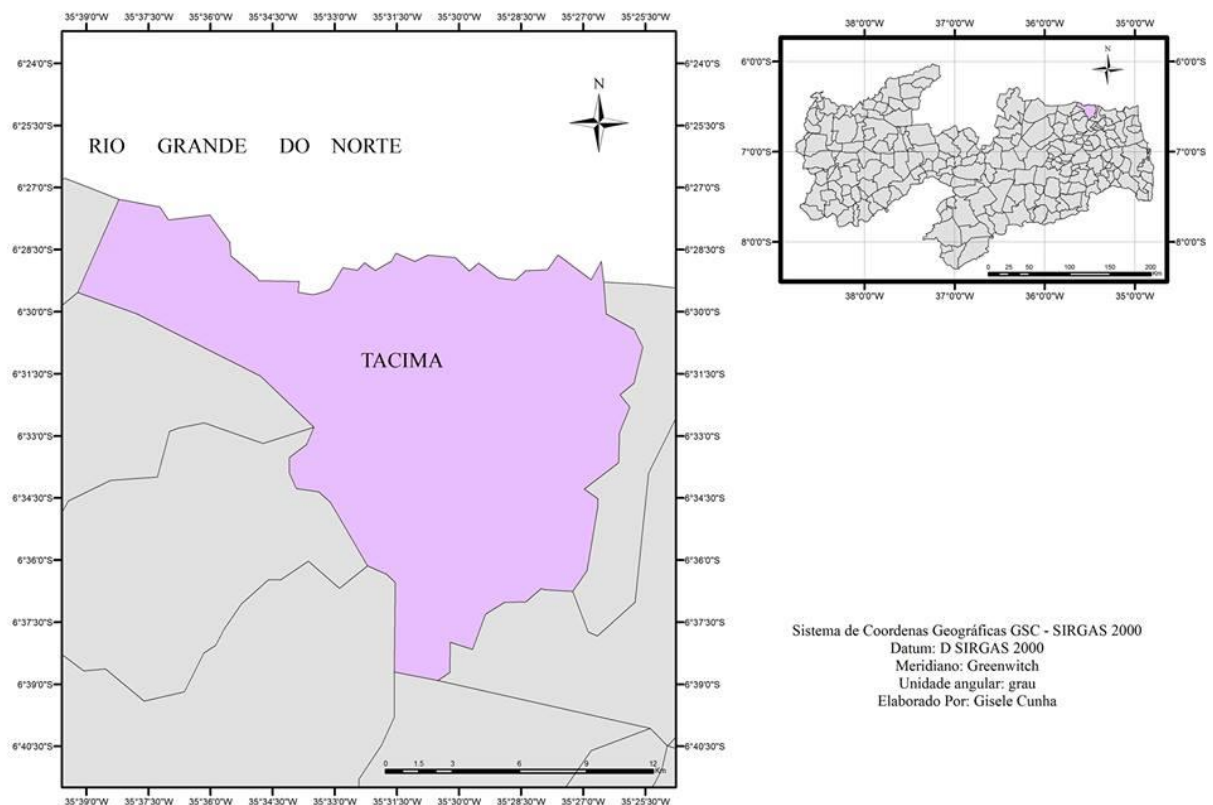 35°39'0"W 35°37'30"W 35°36'0"W 35°34'30"W 35°33'0"W 35°31'30"W 35°30'0"W 35°28'30"W 35°27'0"W 35°25'30"W
6°24'0"S 6°24'0"S
N
6°25'30"S 6°25'30"S
RIO GRANDE DO NORTE
6°27'0"S 6°27'0"S
6°28'30"S 6°28'30"S
6°30'0"S 6°30'0"S
TACIMA
6°31'30"S 6°31'30"S
6°33'0"S 6°33'0"S
6°34'30"S 6°34'30"S
6°36'0"S 6°36'0"S
6°37'30"S 6°37'30"S
6°39'0"S 6°39'0"S
6°40'30"S 6°40'30"S
0 1.5 3 6 9 12
Km
35°39'0"W 35°37'30"W 35°36'0"W 35°34'30"W 35°33'0"W 35°31'30"W 35°30'0"W 35°28'30"W 35°27'0"W 35°25'30"W
38°0'0"W 37°0'0"W 36°0'0"W 35°0'0"W
N
6°0'0"S 6°0'0"S
7°0'0"S 7°0'0"S
8°0'0"S 8°0'0"S
0 25 50 100 150 200
Km
38°0'0"W 37°0'0"W 36°0'0"W 35°0'0"W
Sistema de Coordenas Geográficas GSC - SIRGAS 2000
Datum: D SIRGAS 2000
Meridiano: Greenwitch
Unidade angular: grau
Elaborado Por: Gisele Cunha